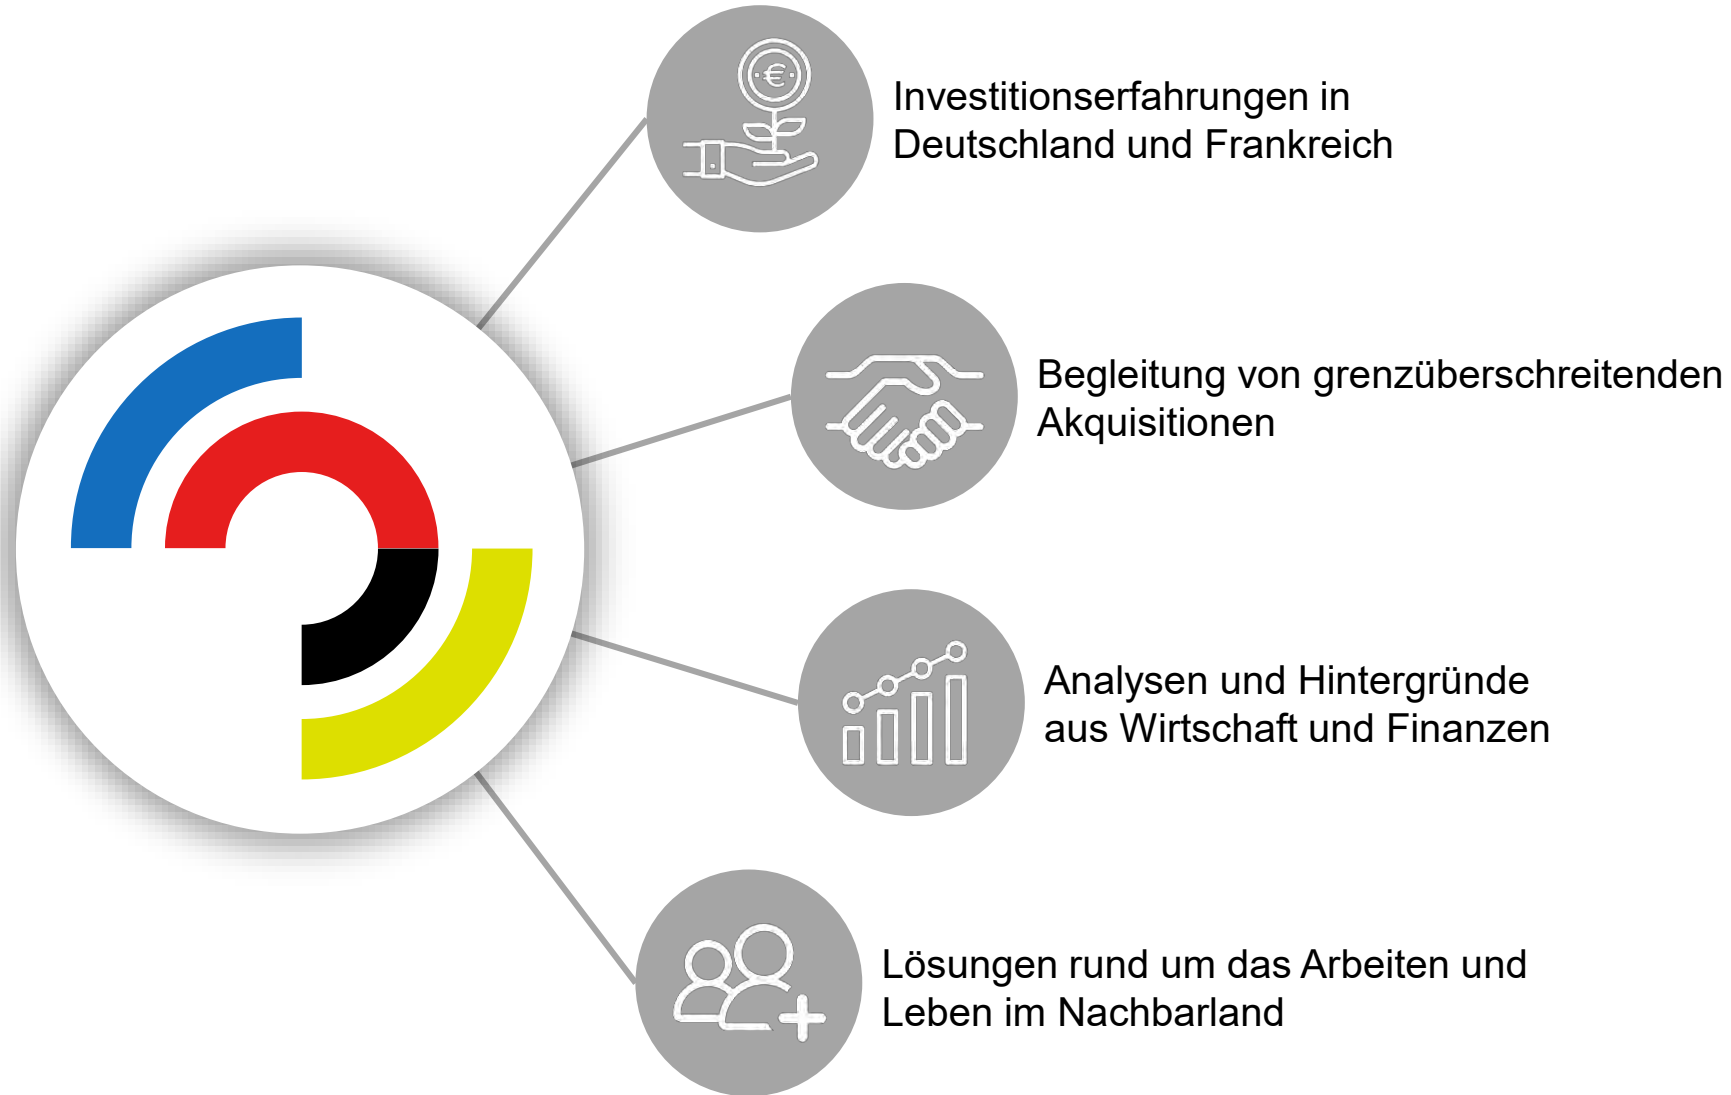 Investitionserfahrungen in
Deutschland und Frankreich
Begleitung von grenzüberschreitenden
Akquisitionen
Analysen und Hintergründe
aus Wirtschaft und Finanzen
Lösungen rund um das Arbeiten und
Leben im Nachbarland